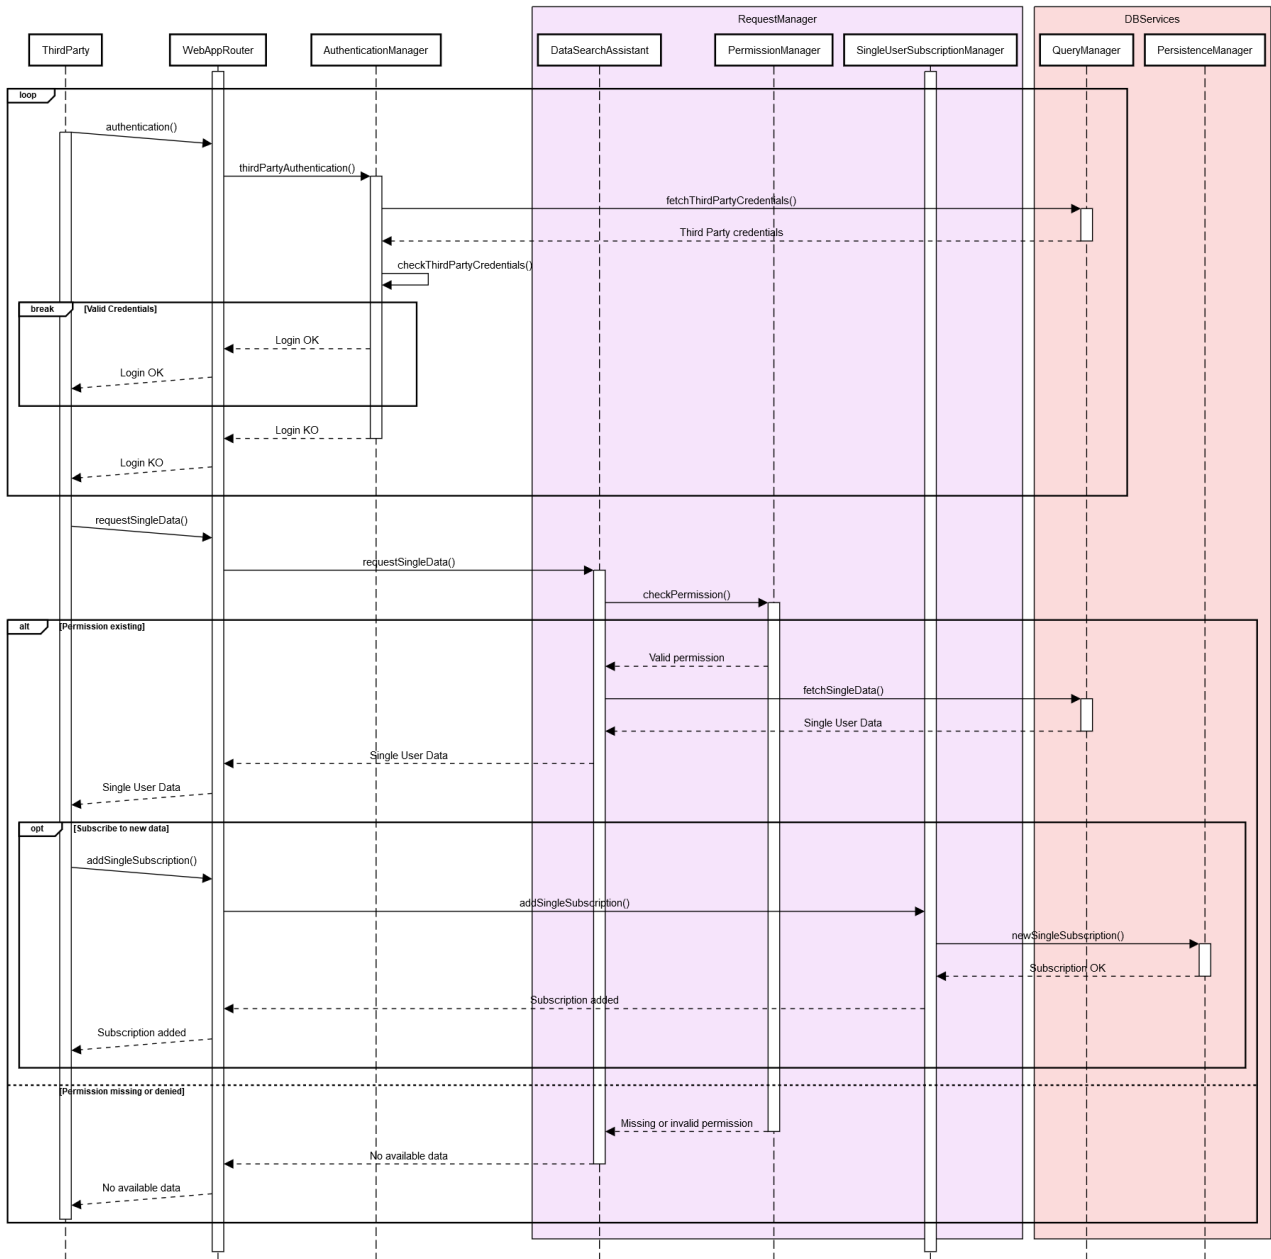 RequestManager
DBServices
ThirdParty
WebAppRouter
AuthenticationManager
DataSearchAssistant
PermissionManager
SingleUserSubscriptionManager
QueryManager
PersistenceManager
loop
authentication()
thirdPartyAuthentication()
fetchThirdPartyCredentials()
Third Party credentials
checkThirdPartyCredentials()
break
[Valid Credentials]
Login OK
Login OK
Login KO
Login KO
requestSingleData()
requestSingleData()
checkPermission()
alt
[Permission existing]
Valid permission
fetchSingleData()
Single User Data
Single User Data
Single User Data
opt
[Subscribe to new data]
addSingleSubscription()
addSingleSubscription()
newSingleSubscription()
Subscription OK
Subscription added
Subscription added
[Permission missing or denied]
Missing or invalid permission
No available data
No available data